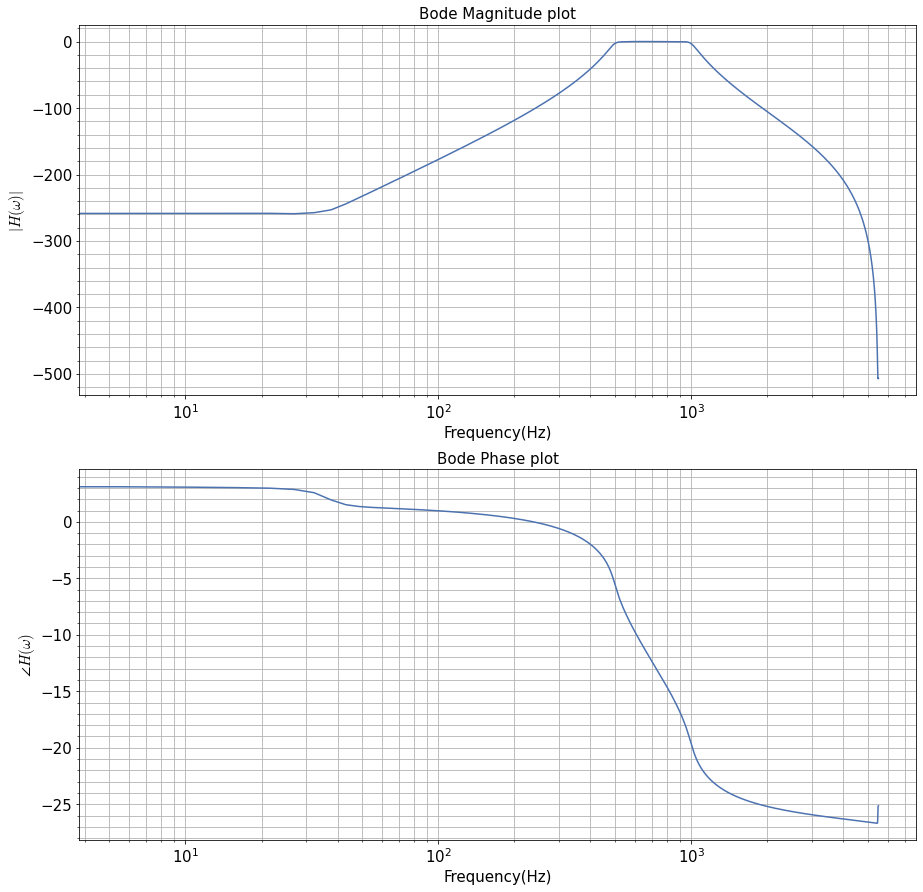 Bode Magnitude plot
|H(ω)|
0
−100
−200
−300
−400
−500
10¹ 10² 10³
Frequency(Hz)
Bode Phase plot
∠H(ω)
0
−5
−10
−15
−20
−25
10¹ 10² 10³
Frequency(Hz)